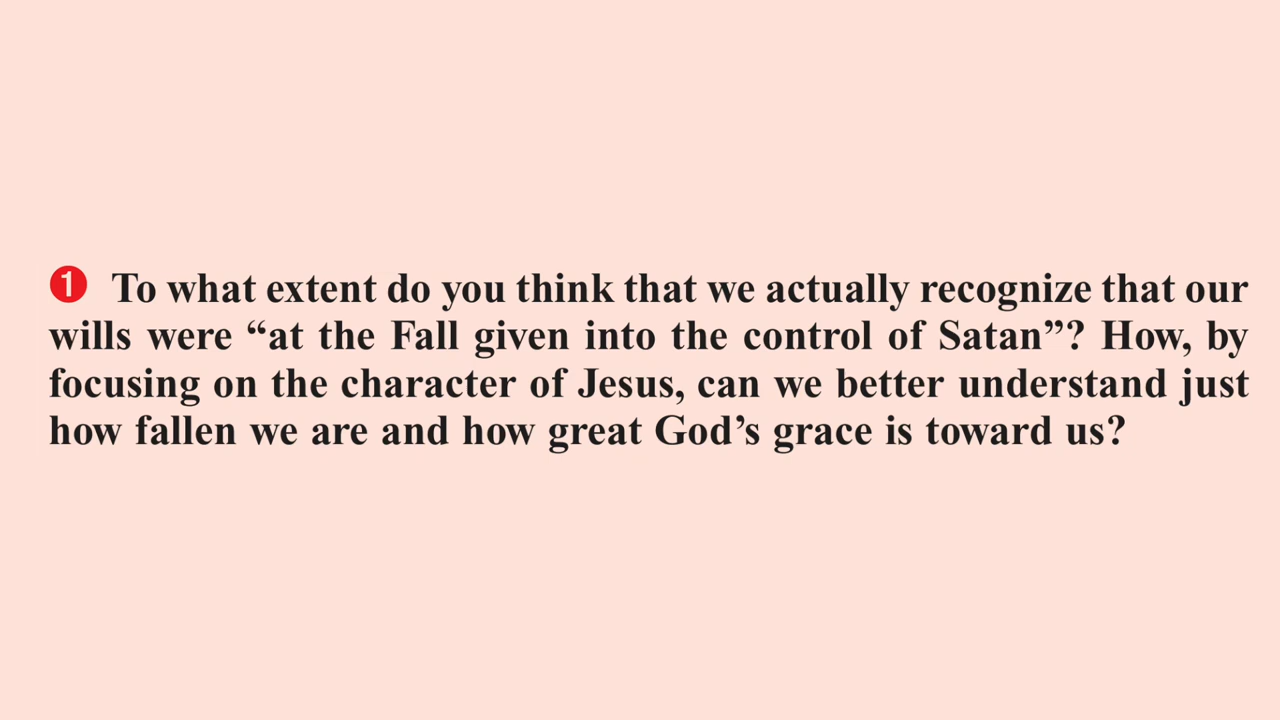 1 To what extent do you think that we actually recognize that our
wills were “at the Fall given into the control of Satan”? How, by
focusing on the character of Jesus, can we better understand just
how fallen we are and how great God’s grace is toward us?